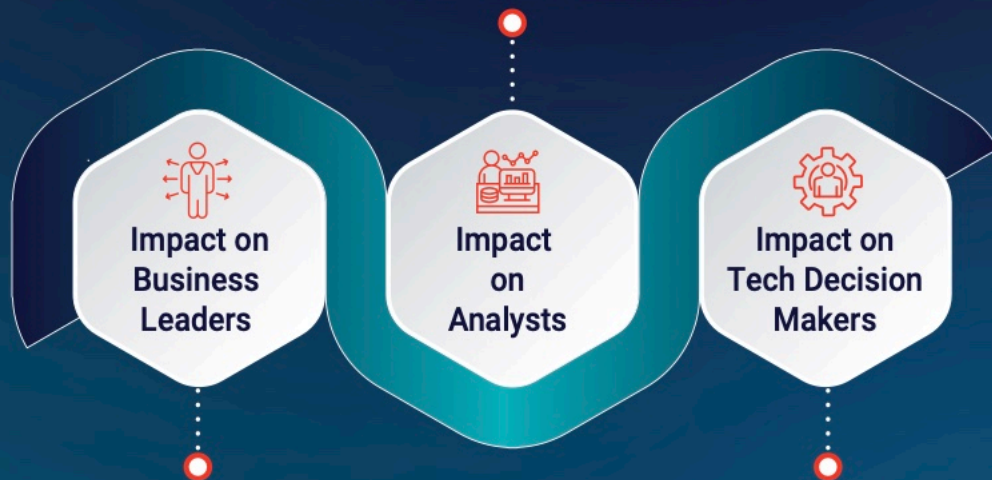 Impact on
Business
Leaders
Impact
on
Analysts
Impact on
Tech Decision
Makers